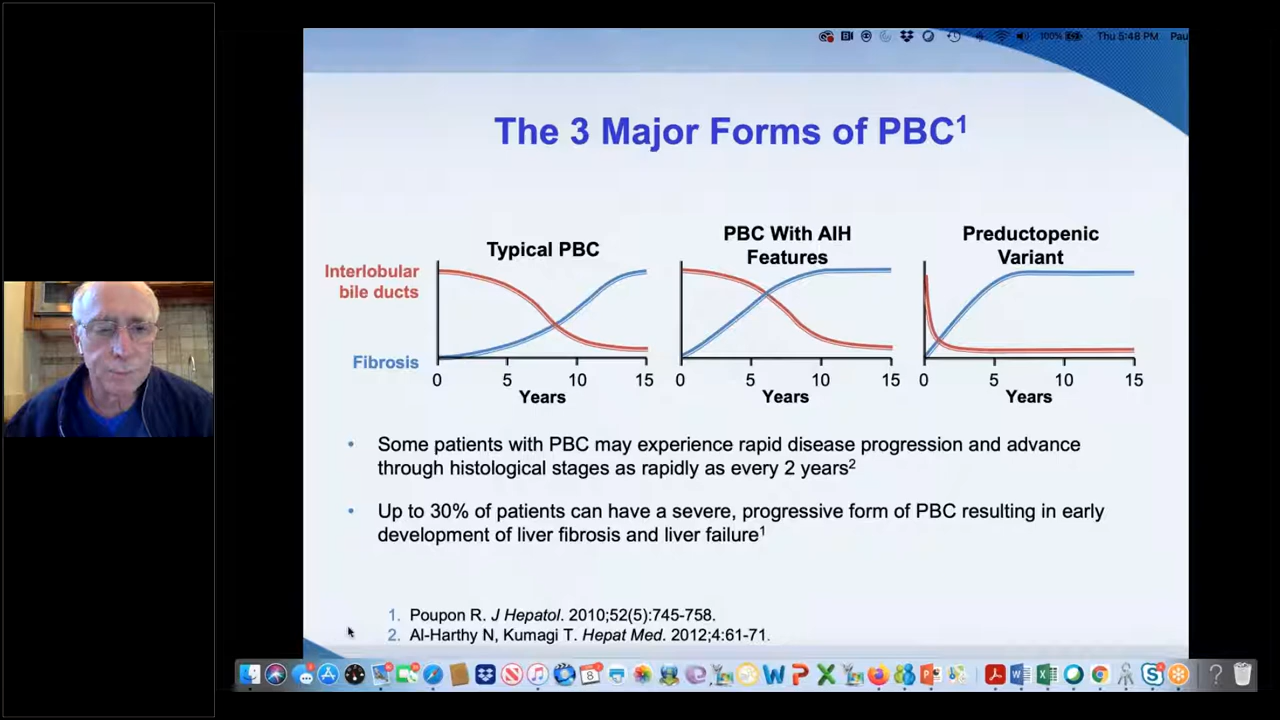 100% Thu 5:48 PM Pau
The 3 Major Forms of PBC1
Typical PBC
PBC With AIH
Features
Preductopenic
Variant
Interlobular
bile ducts
Fibrosis
0 5 10 15
Years
0 5 10 15
Years
0 5 10 15
Years
• Some patients with PBC may experience rapid disease progression and advance
through histological stages as rapidly as every 2 years2
• Up to 30% of patients can have a severe, progressive form of PBC resulting in early
development of liver fibrosis and liver failure1
1. Poupon R. J Hepatol. 2010;52(5):745-758.
2. Al-Harthy N, Kumagi T. Hepat Med. 2012;4:61-71.